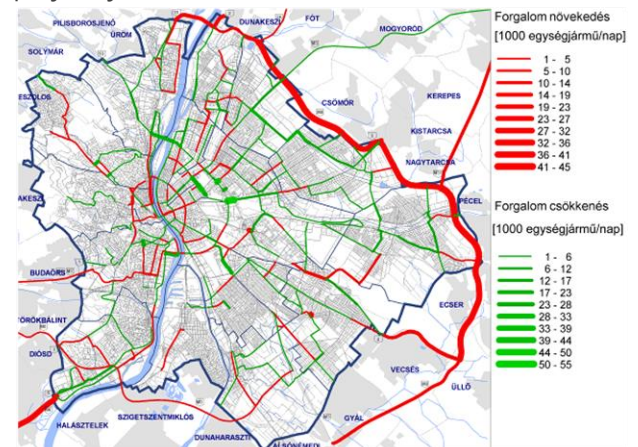 PILISBOROSJENŐ
ÜRÖM
DUNAKESZI
FÓT
MOGYORÓD
SOLYMÁR
CSÖMÖR
KEREPES
KISTARCSA
NAGYTARCSA
PÉCEL
BUDAÖRS
ECSER
TÖRÖKBÁLINT
DIÓSD
VECSÉS
ÜLLŐ
HALÁSZTELEK
SZIGETSZENTMIKLÓS
GYÁL
DUNAHARASZTI
ALSÓNÉMEDI
Forgalom növekedés
[1000 egységjármű/nap]
1 - 5
5 - 10
10 - 14
14 - 19
19 - 23
23 - 27
27 - 32
32 - 36
36 - 41
41 - 45
Forgalom csökkenés
[1000 egységjármű/nap]
1 - 6
6 - 12
12 - 17
17 - 23
23 - 28
28 - 33
33 - 39
39 - 44
44 - 50
50 - 55